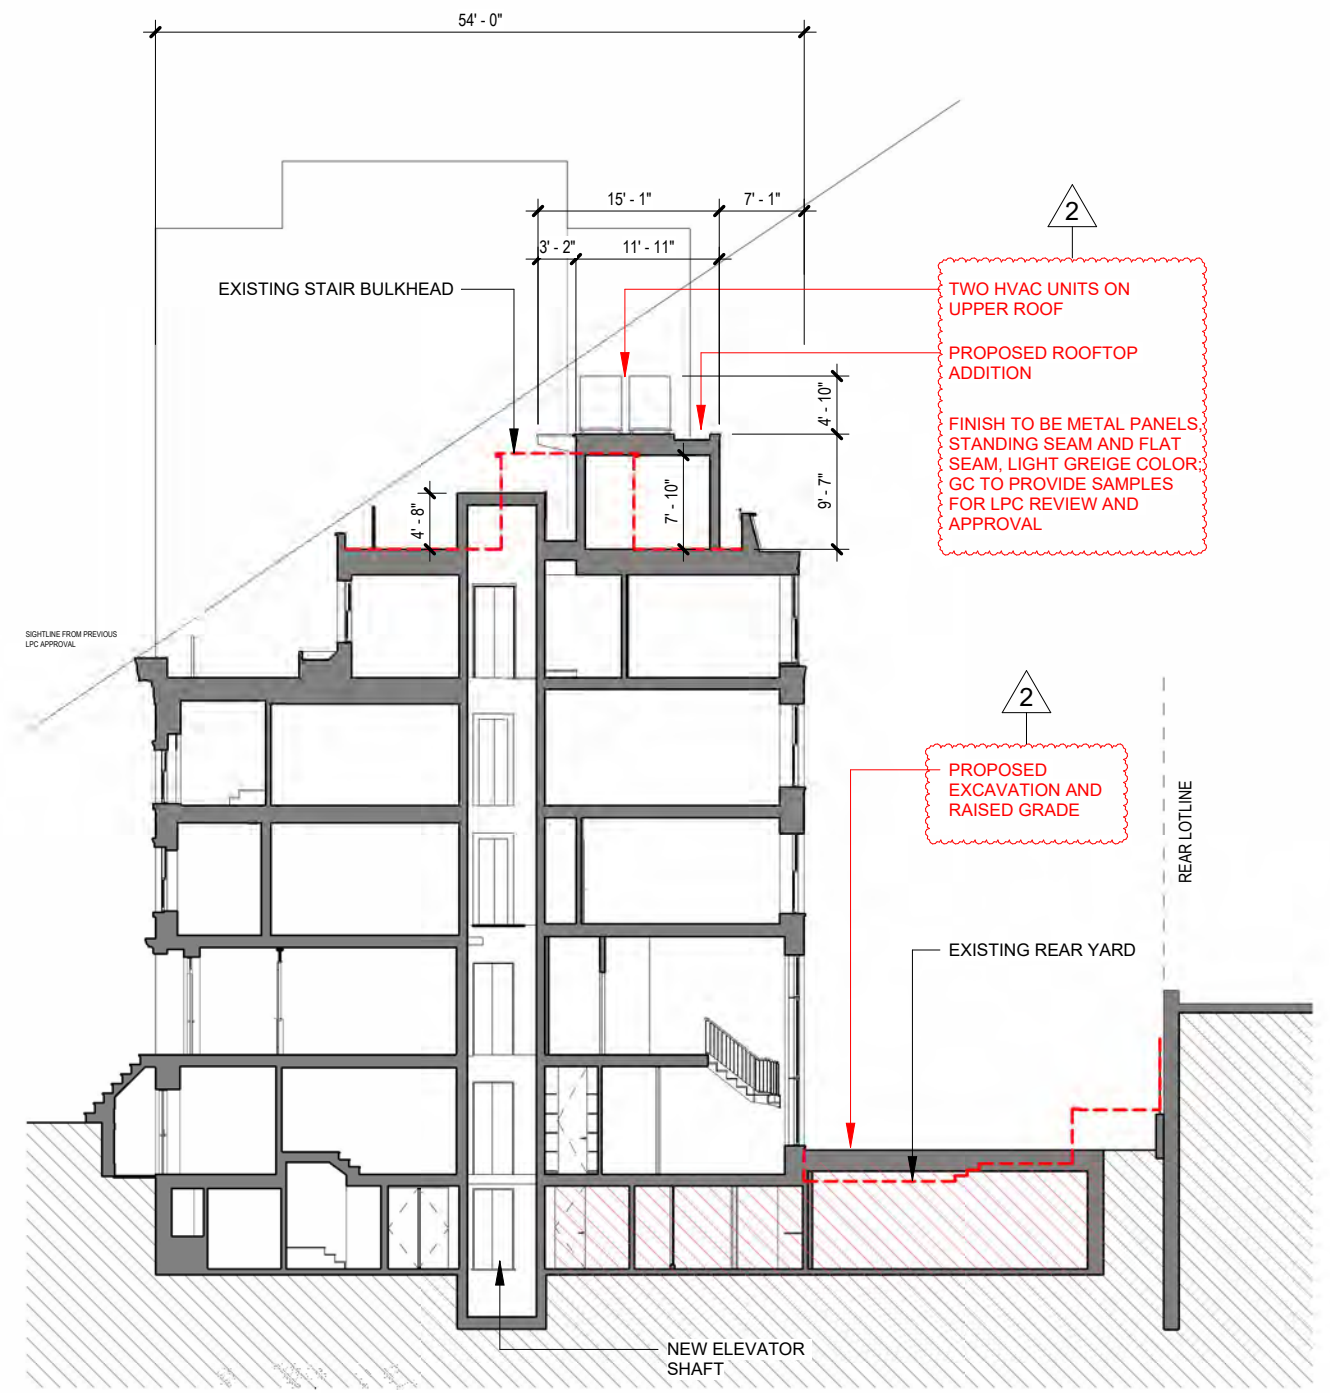 54' - 0"
15' - 1"
7' - 1"
3' - 2"
11' - 11"
2
EXISTING STAIR BULKHEAD
TWO HVAC UNITS ON
UPPER ROOF
PROPOSED ROOFTOP
ADDITION
FINISH TO BE METAL PANELS,
STANDING SEAM AND FLAT
SEAM, LIGHT GREIGE COLOR;
GC TO PROVIDE SAMPLES
FOR LPC REVIEW AND
APPROVAL
4' - 10"
9' - 7"
7' - 10"
4' - 8"
SIGHTLINE FROM PREVIOUS
LPC APPROVAL
2
PROPOSED
EXCAVATION AND
RAISED GRADE
REAR LOTLINE
EXISTING REAR YARD
NEW ELEVATOR
SHAFT